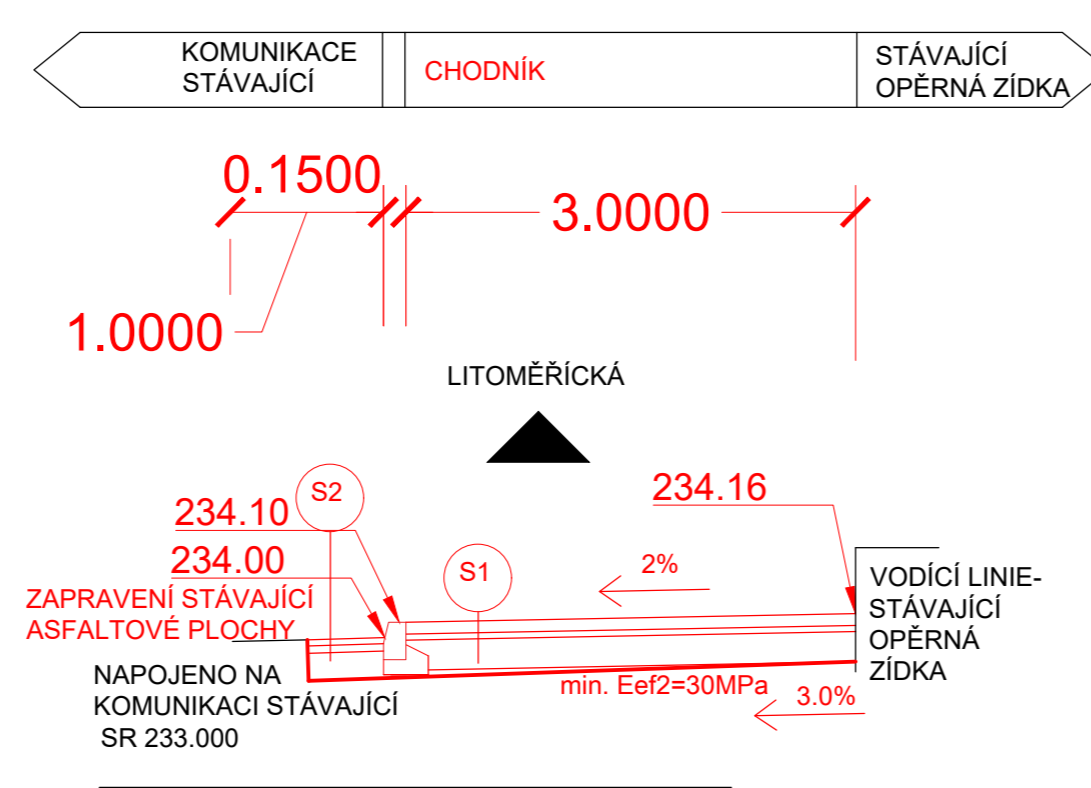 KOMUNIKACE
STÁVAJÍCÍ
CHODNÍK
STÁVAJÍCÍ
OPĚRNÁ ZÍDKA
0.1500
3.0000
1.0000
LITOMĚŘÍCKÁ
S2
234.10
234.00
S1
2%
234.16
ZAPRAVENÍ STÁVAJÍCÍ
ASFALTOVÉ PLOCHY
VODÍCÍ LINIE-
STÁVAJÍCÍ
OPĚRNÁ
ZÍDKA
NAPOJENO NA
KOMUNIKACI STÁVAJÍCÍ
SR 233.000
min. Eef2=30MPa
3.0%